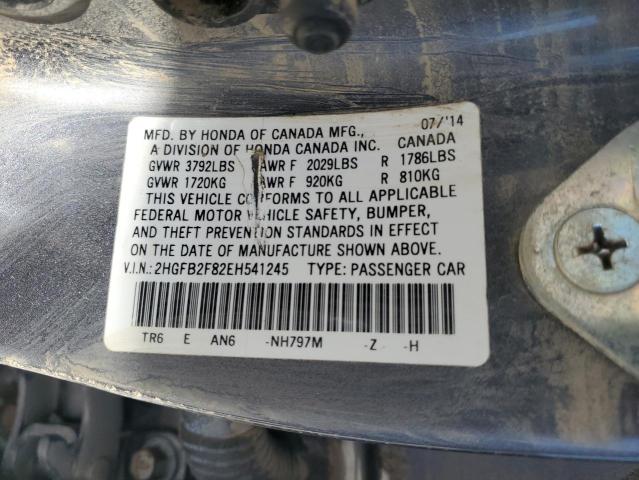 MFD. BY HONDA OF CANADA MFG., 07/'14
A DIVISION OF HONDA CANADA INC. CANADA
GVWR 3792LBS GAWR F 2029LBS R 1786LBS
GVWR 1720KG GAWR F 920KG R 810KG
THIS VEHICLE CONFORMS TO ALL APPLICABLE
FEDERAL MOTOR VEHICLE SAFETY, BUMPER,
AND THEFT PREVENTION STANDARDS IN EFFECT
ON THE DATE OF MANUFACTURE SHOWN ABOVE.
V.I.N.: 2HGFB2F82EH541245 TYPE: PASSENGER CAR
TR6 E AN6 -NH797M -Z -H